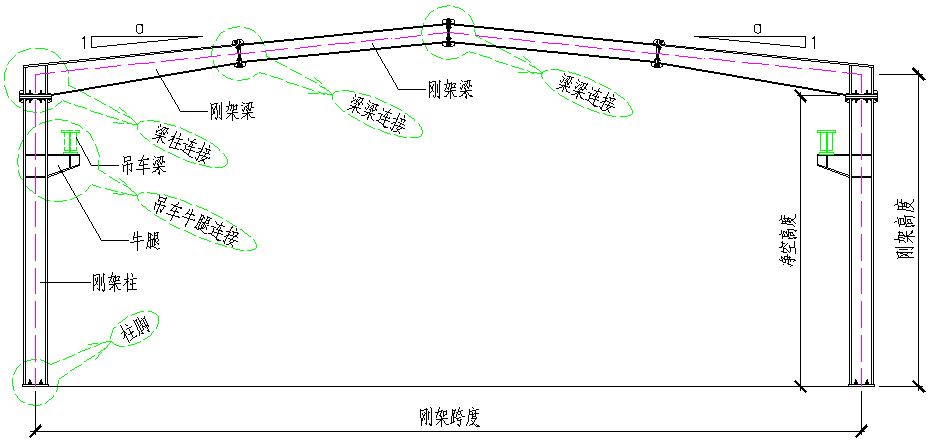 α
1
α
1
刚架梁
刚架梁
梁梁连接
梁梁连接
梁柱连接
吊车梁
吊车牛腿连接
牛腿
刚架柱
柱脚
净空高度
刚架高度
刚架跨度